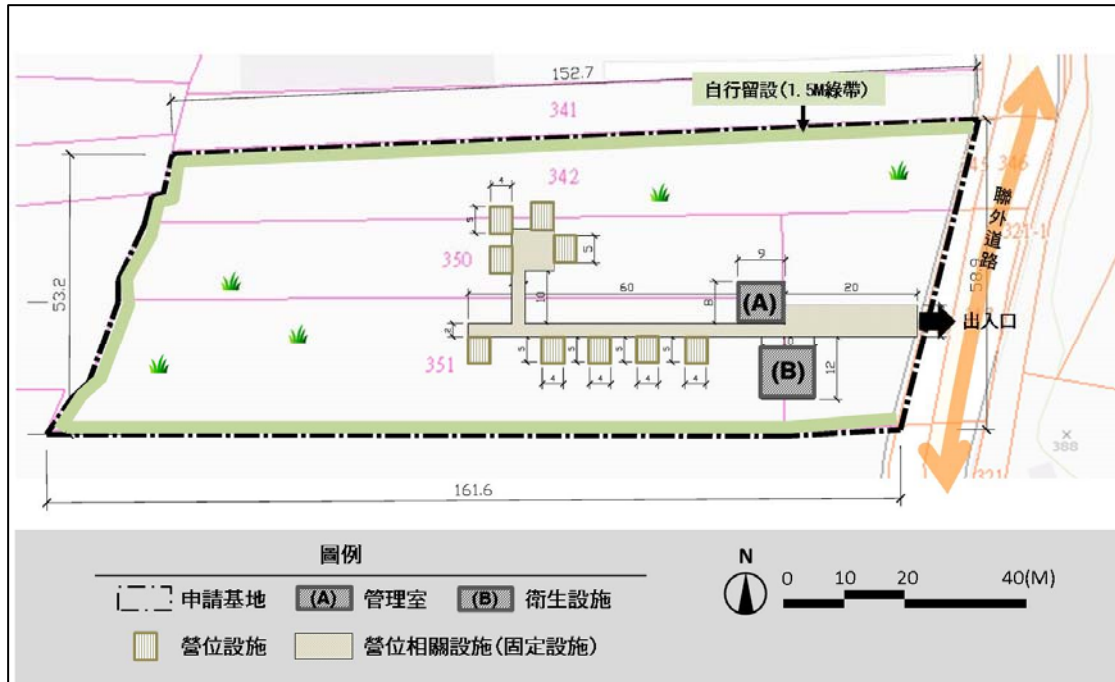 152.7
自行留設(1.5M綠帶)
341
342
346
聯外道路
321-1
4
5
350
5
53.2
9
58.9
10
60
8
20
(A)
出入口
2
351
5
5
5
5
4
4
4
4
(B)
12
388
321
161.6
圖例
申請基地
(A) 管理室
(B) 衛生設施
營位設施
營位相關設施(固定設施)
N
0 10 20 40(M)